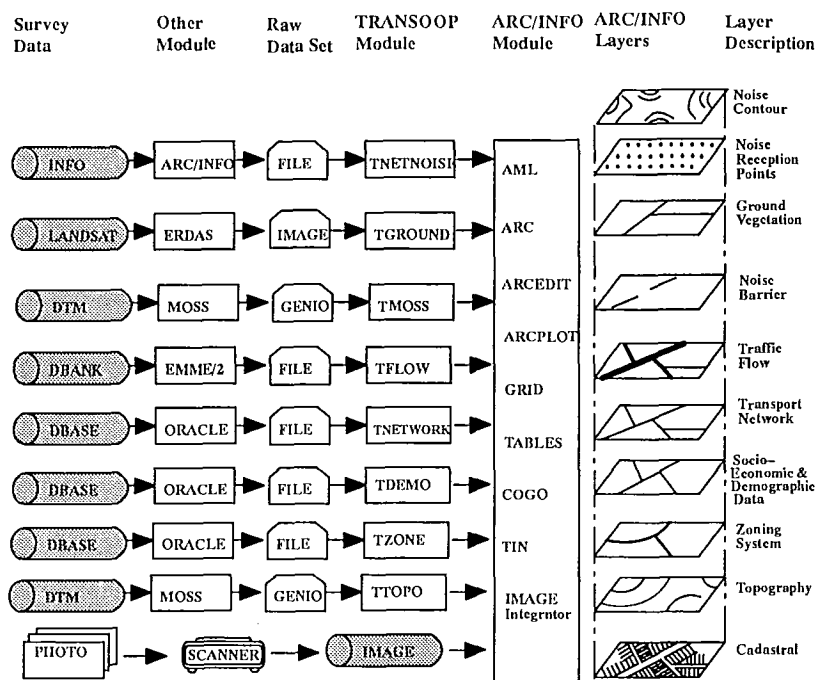 Survey Data
Other Module
Raw Data Set
TRANSOOP Module
ARC/INFO Module
ARC/INFO Layers
Layer Description
Noise Contour
INFO ARC/INFO FILE TNETNOISI AML Noise Reception Points
LANDSAT ERDAS IMAGE TGROUND ARC Ground Vegetation
DTM MOSS GENIO TMOSS ARCEDIT Noise Barrier
ARCPLOT
DBANK EMME/2 FILE TFLOW Traffic Flow
GRID
DBASE ORACLE FILE TNETWORK Transport Network
TABLES
DBASE ORACLE FILE TDEMO COGO Socio- Economic & Demographic Data
DBASE ORACLE FILE TZONE TIN Zoning System
DTM MOSS GENIO TTOPO IMAGE Integrntor Topography
PHOTO SCANNER IMAGE Cadastral